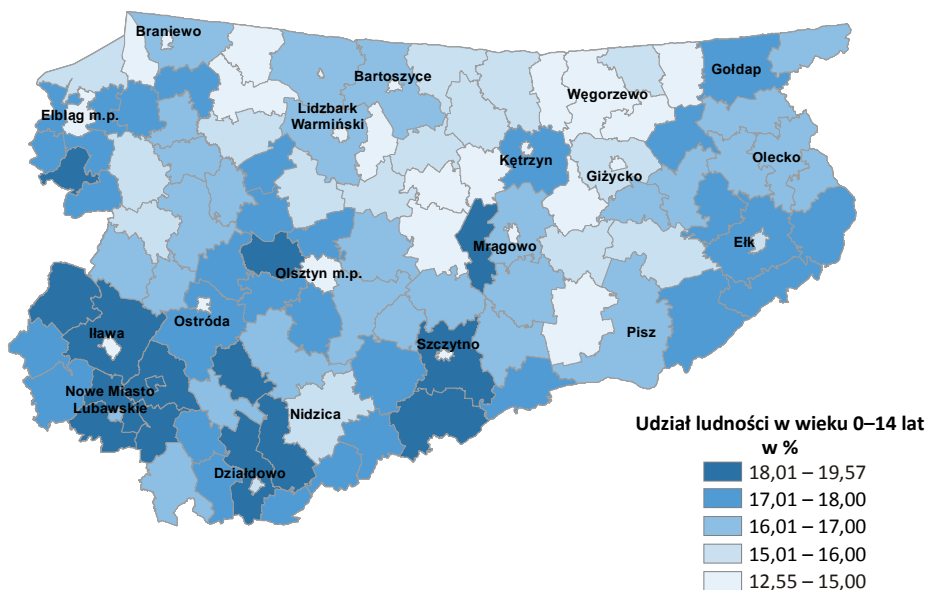 Braniewo
Gołdap
Bartoszyce
Węgorzewo
Elbląg m.p.
Lidzbark
Warmiński
Kętrzyn
Olecko
Giżycko
Mrągowo
Ełk
Olsztyn m.p.
Ostróda
Iława
Pisz
Szczytno
Nowe Miasto
Lubawskie
Nidzica
Działdowo
Udział ludności w wieku 0–14 lat
w %
18,01 – 19,57
17,01 – 18,00
16,01 – 17,00
15,01 – 16,00
12,55 – 15,00